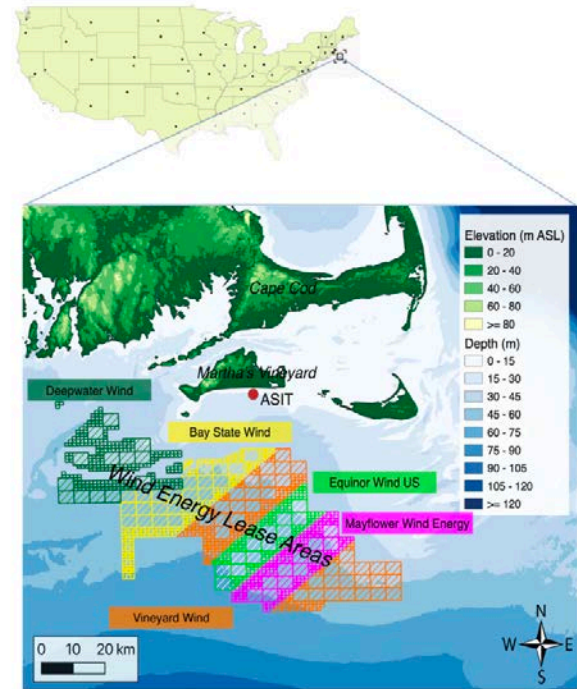 Elevation (m ASL)
0 - 20
20 - 40
40 - 60
60 - 80
>= 80
Depth (m)
0 - 15
15 - 30
30 - 45
45 - 60
60 - 75
75 - 90
90 - 105
105 - 120
>= 120
Cape Cod
Martha's Vineyard
ASIT
Deepwater Wind
Bay State Wind
Wind Energy Lease Areas
Equinor Wind US
Mayflower Wind Energy
Vineyard Wind
0 10 20 km
N
W E
S